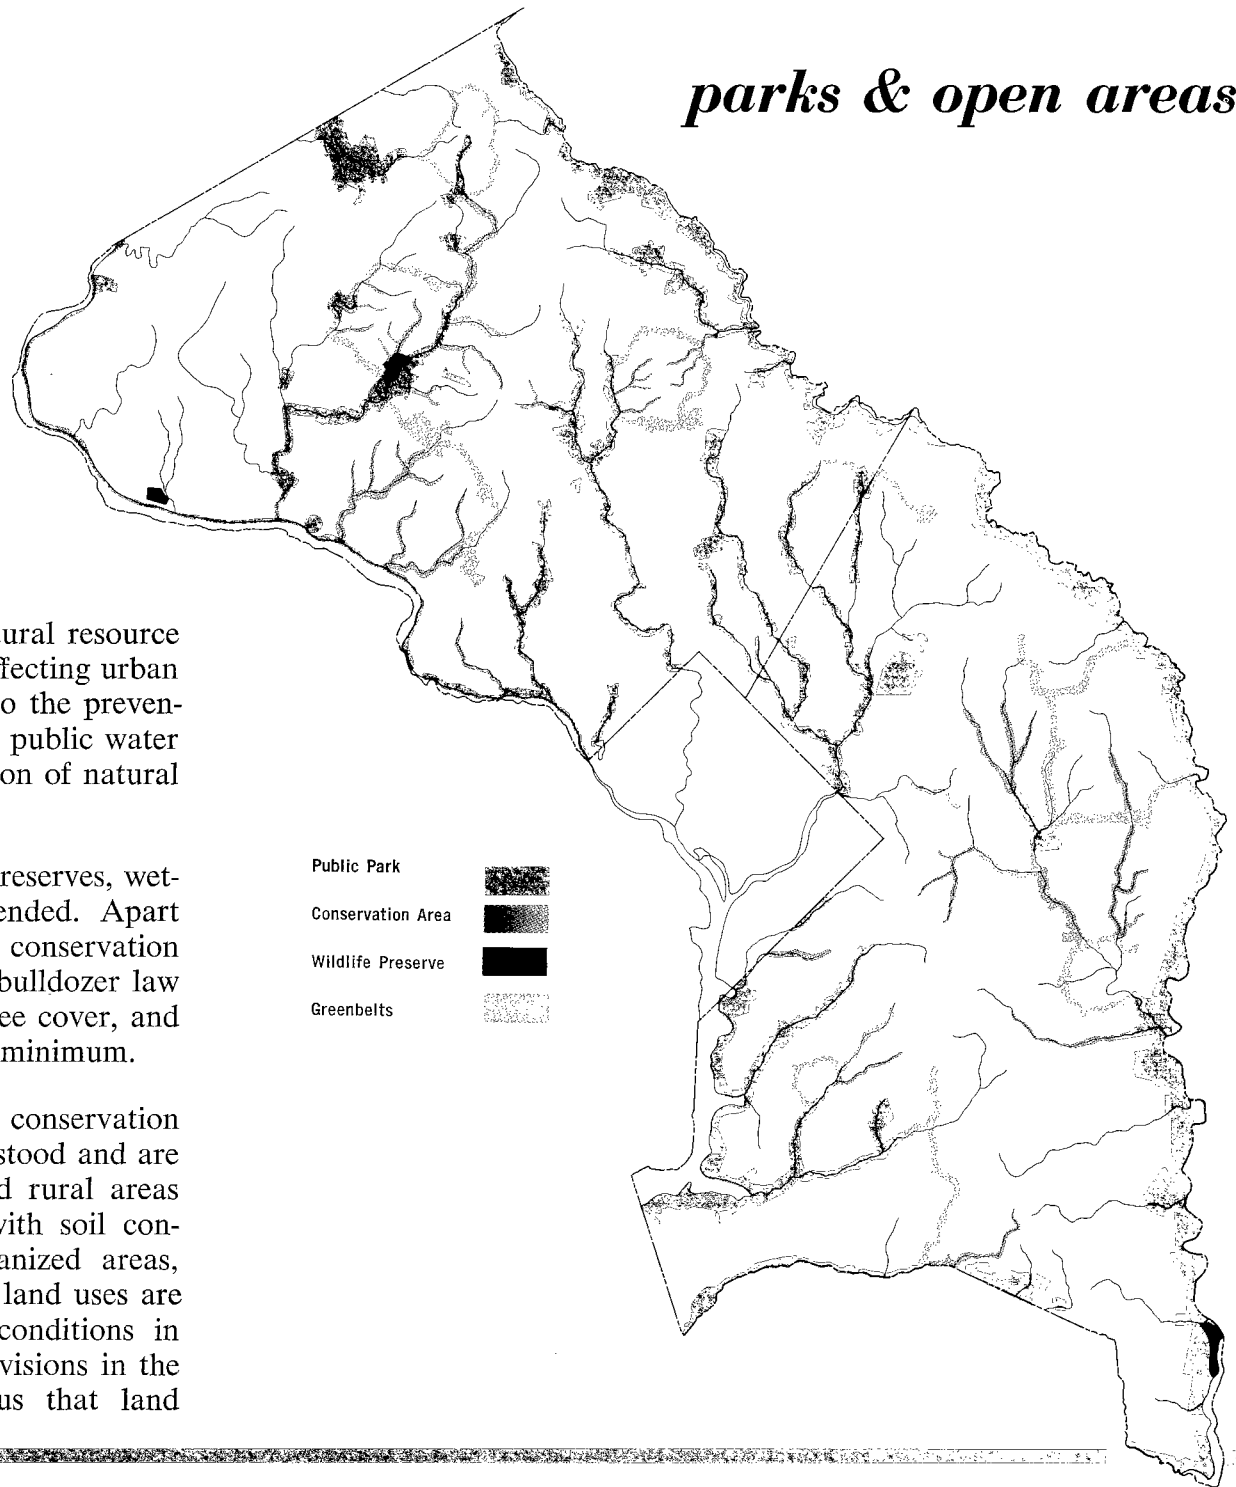 parks & open areas
ural resource
ffecting urban
o the preven-
public water
on of natural
reserves, wet-
ended. Apart
conservation
bulldozer law
ee cover, and
minimum.
conservation
stood and are
d rural areas
with soil con-
anized areas,
land uses are
conditions in
visions in the
us that land
Public Park
Conservation Area
Wildlife Preserve
Greenbelts